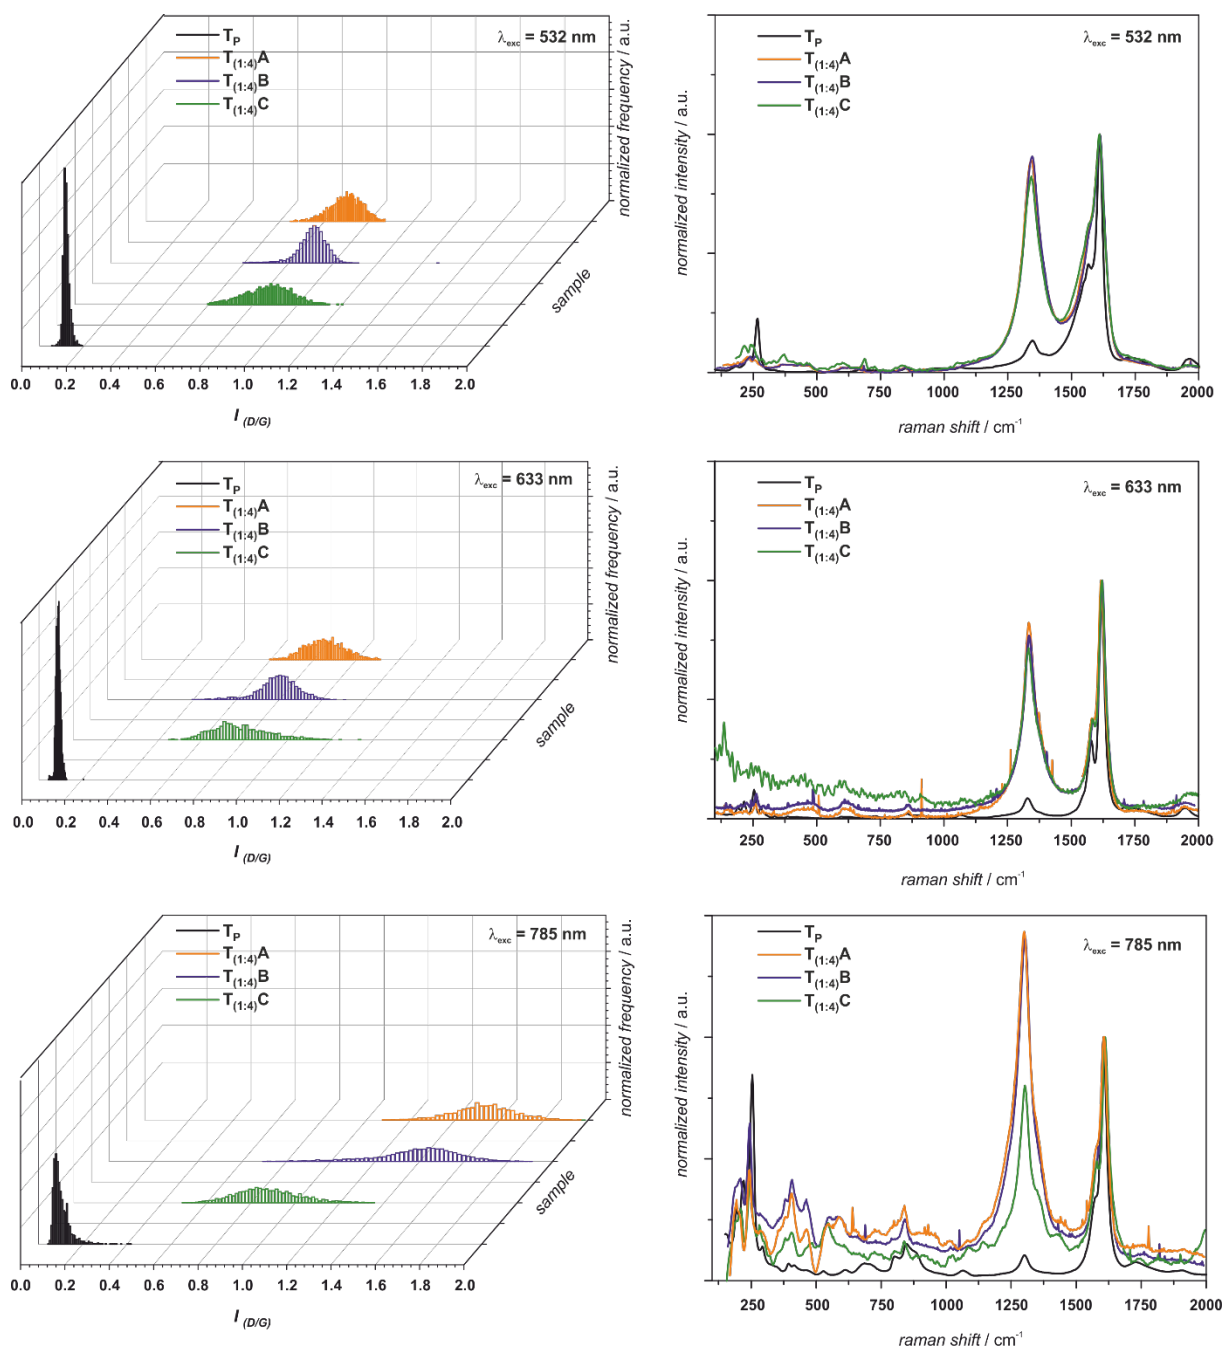 T_P
T_(1:4)A
T_(1:4)B
T_(1:4)C
λ_exc = 532 nm
normalized frequency / a.u.
sample
0.0 0.2 0.4 0.6 0.8 1.0 1.2 1.4 1.6 1.8 2.0
I (D/G)
T_P
T_(1:4)A
T_(1:4)B
T_(1:4)C
λ_exc = 532 nm
normalized intensity / a.u.
250 500 750 1000 1250 1500 1750 2000
raman shift / cm⁻¹
T_P
T_(1:4)A
T_(1:4)B
T_(1:4)C
λ_exc = 633 nm
normalized frequency / a.u.
sample
0.0 0.2 0.4 0.6 0.8 1.0 1.2 1.4 1.6 1.8 2.0
I (D/G)
T_P
T_(1:4)A
T_(1:4)B
T_(1:4)C
λ_exc = 633 nm
normalized intensity / a.u.
250 500 750 1000 1250 1500 1750 2000
raman shift / cm⁻¹
T_P
T_(1:4)A
T_(1:4)B
T_(1:4)C
λ_exc = 785 nm
normalized frequency / a.u.
sample
0.0 0.2 0.4 0.6 0.8 1.0 1.2 1.4 1.6 1.8 2.0
I (D/G)
T_P
T_(1:4)A
T_(1:4)B
T_(1:4)C
λ_exc = 785 nm
normalized intensity / a.u.
250 500 750 1000 1250 1500 1750 2000
raman shift / cm⁻¹